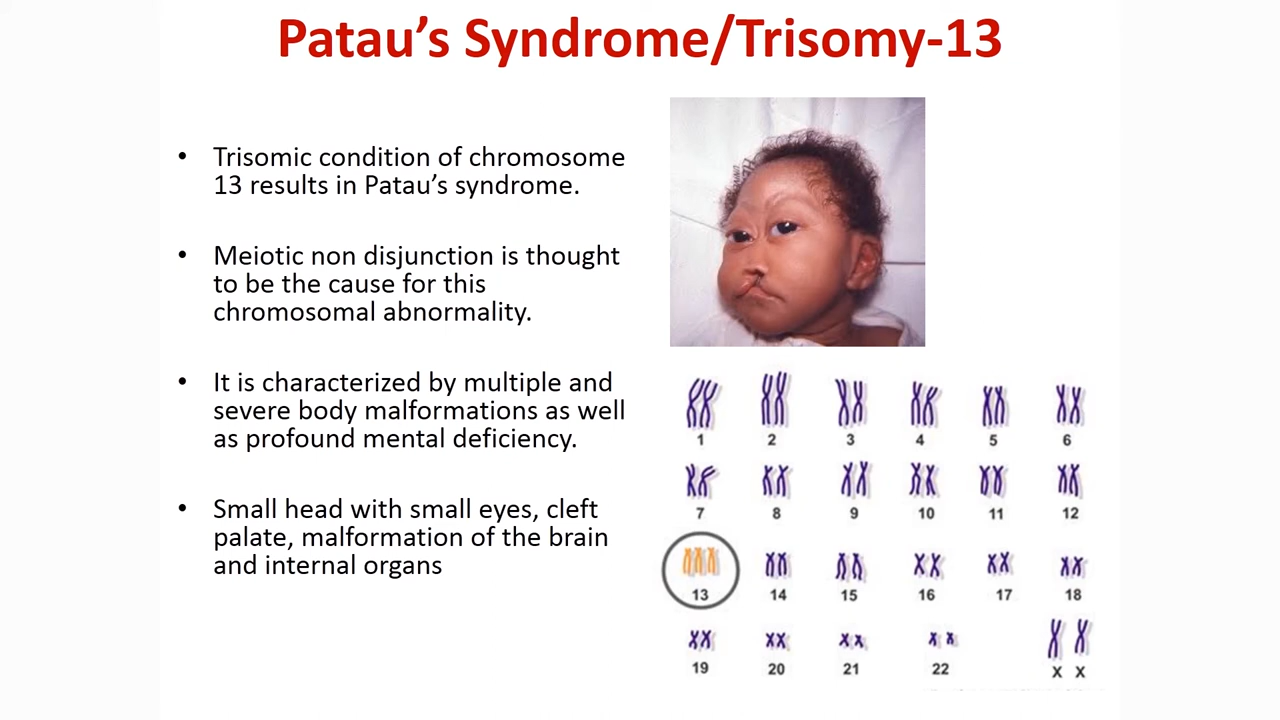 Patau's Syndrome/Trisomy-13
• Trisomic condition of chromosome
13 results in Patau's syndrome.
• Meiotic non disjunction is thought
to be the cause for this
chromosomal abnormality.
• It is characterized by multiple and
severe body malformations as well
as profound mental deficiency.
• Small head with small eyes, cleft
palate, malformation of the brain
and internal organs
1 2 3 4 5 6
7 8 9 10 11 12
13 14 15 16 17 18
19 20 21 22 X X